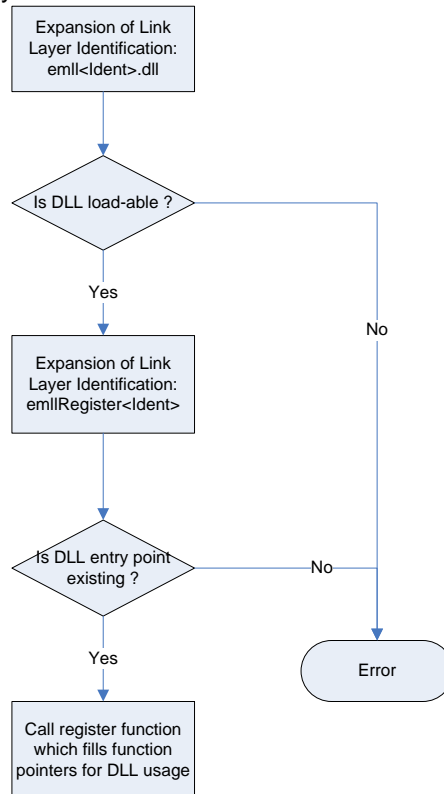 Expansion of Link
Layer Identification:
emll<Ident>.dll
Is DLL load-able ?
Yes
No
Expansion of Link
Layer Identification:
emllRegister<Ident>
Is DLL entry point
existing ?
No
Yes
Error
Call register function
which fills function
pointers for DLL usage